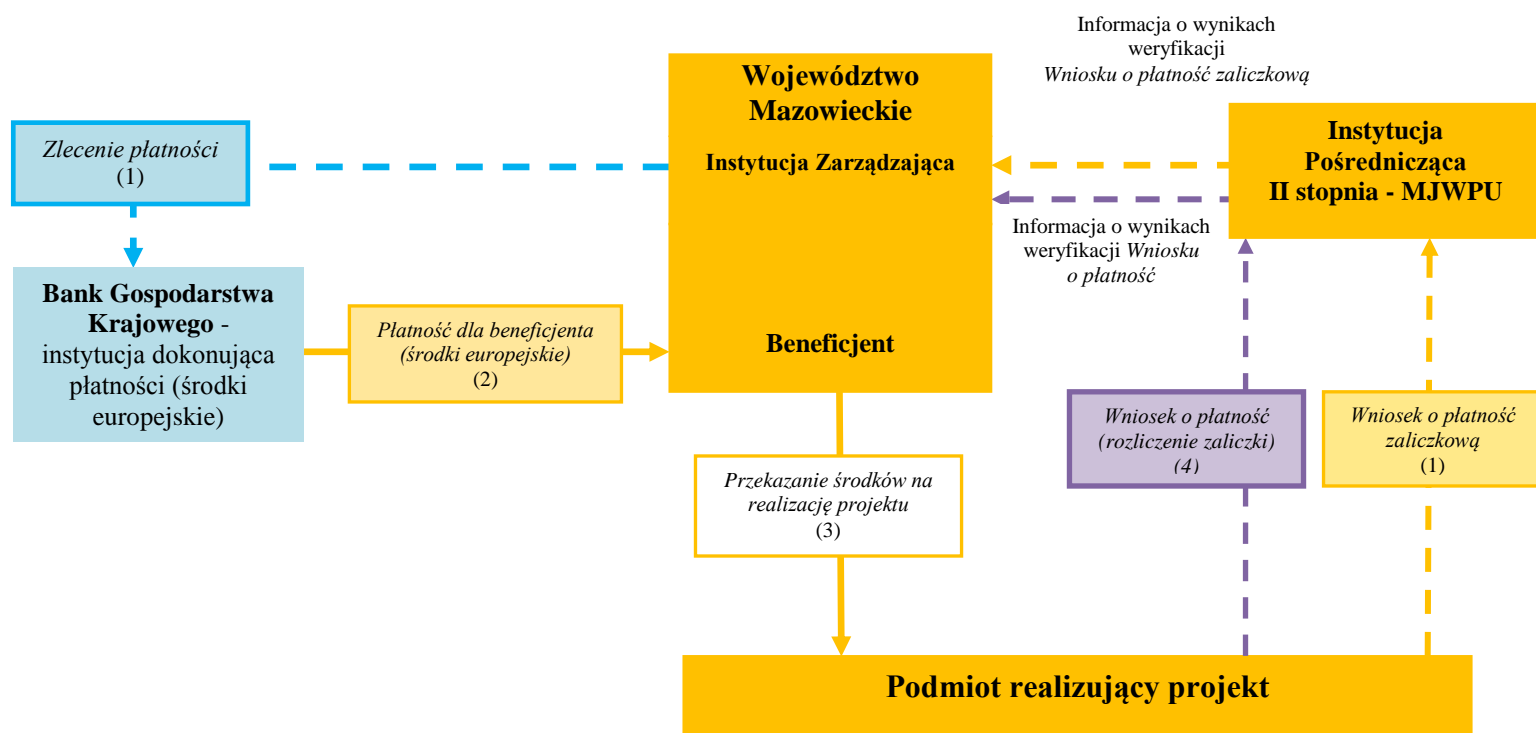 Informacja o wynikach
weryfikacji
Wniosku o płatność zaliczkową
Województwo
Mazowieckie
Instytucja Zarządzająca
Beneficjent
Zlecenie płatności
(1)
Instytucja
Pośrednicząca
II stopnia - MJWPU
Informacja o wynikach
weryfikacji Wniosku
o płatność
Bank Gospodarstwa
Krajowego -
instytucja dokonująca
płatności (środki
europejskie)
Płatność dla beneficjenta
(środki europejskie)
(2)
Wniosek o płatność
(rozliczenie zaliczki)
(4)
Wniosek o płatność
zaliczkową
(1)
Przekazanie środków na
realizację projektu
(3)
Podmiot realizujący projekt